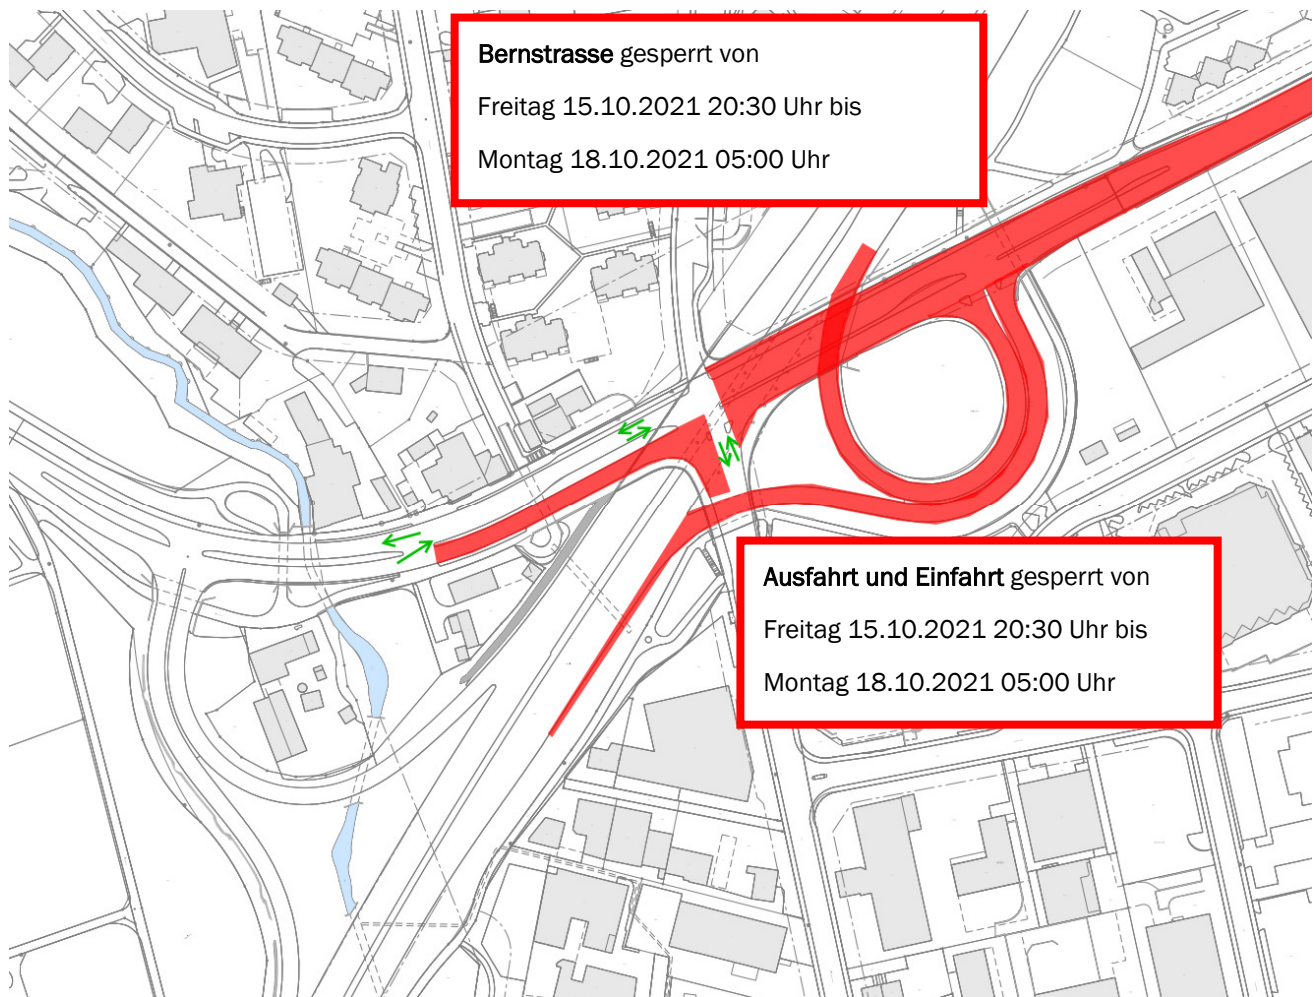 Bernstrasse gesperrt von
Freitag 15.10.2021 20:30 Uhr bis
Montag 18.10.2021 05:00 Uhr
Ausfahrt und Einfahrt gesperrt von
Freitag 15.10.2021 20:30 Uhr bis
Montag 18.10.2021 05:00 Uhr